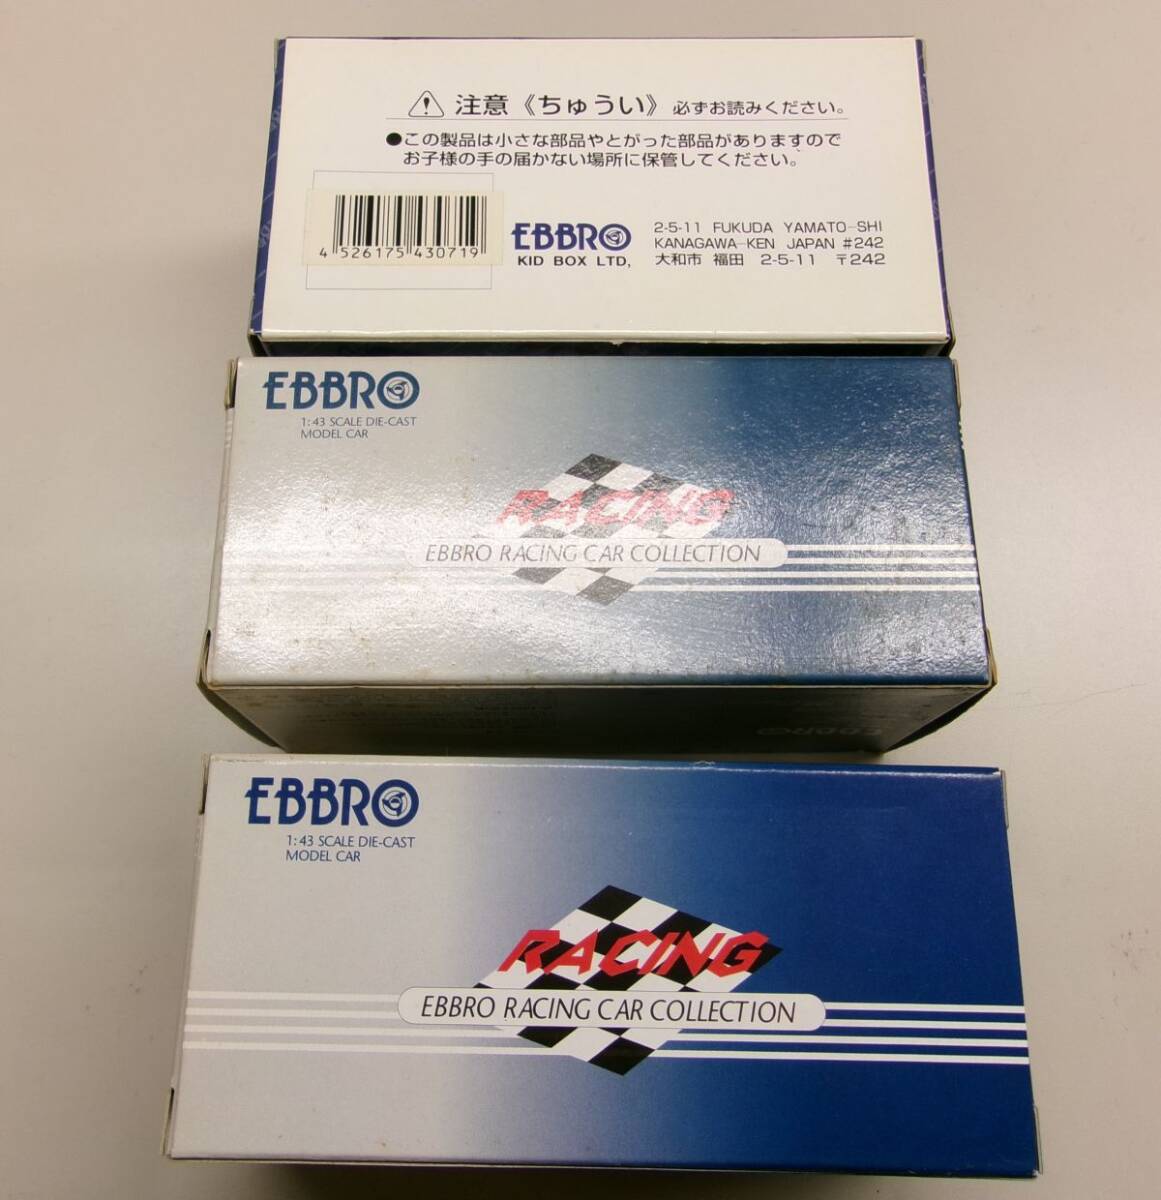 注意《ちゅうい》必ずお読みください。
●この製品は小さな部品やとがった部品がありますので
お子様の手の届かない場所に保管してください。
4 526175 430719
EBBRO
KID BOX LTD,
2-5-11 FUKUDA YAMATO-SHI
KANAGAWA-KEN JAPAN #242
大和市 福田 2-5-11 〒242
EBBRO
1:43 SCALE DIE-CAST
MODEL CAR
RACING
EBBRO RACING CAR COLLECTION
EBBRO
EBBRO
1:43 SCALE DIE-CAST
MODEL CAR
RACING
EBBRO RACING CAR COLLECTION